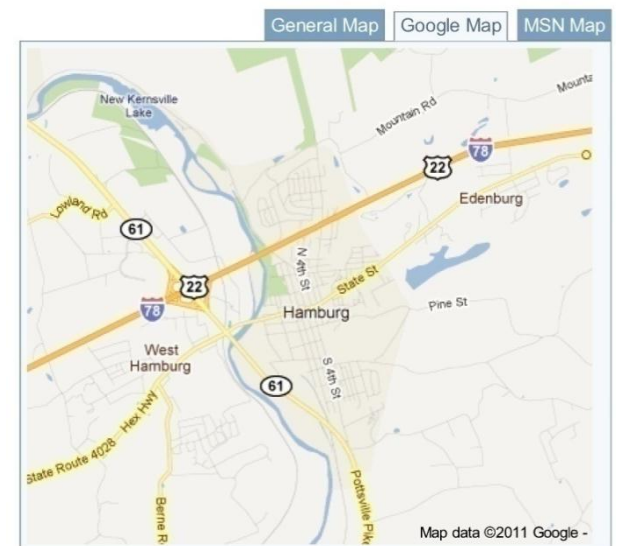 General Map Google Map MSN Map
New Kernsville
Lake
Mountain Rd
Mounta
78
22
Edenburg
Lowland Rd
61
22
N 4th St
State St
78
Hamburg
Pine St
West
Hamburg
S 4th St
61
Hex Hwy
State Route 4028
Berne R
Pottsville Pike
Map data ©2011 Google -